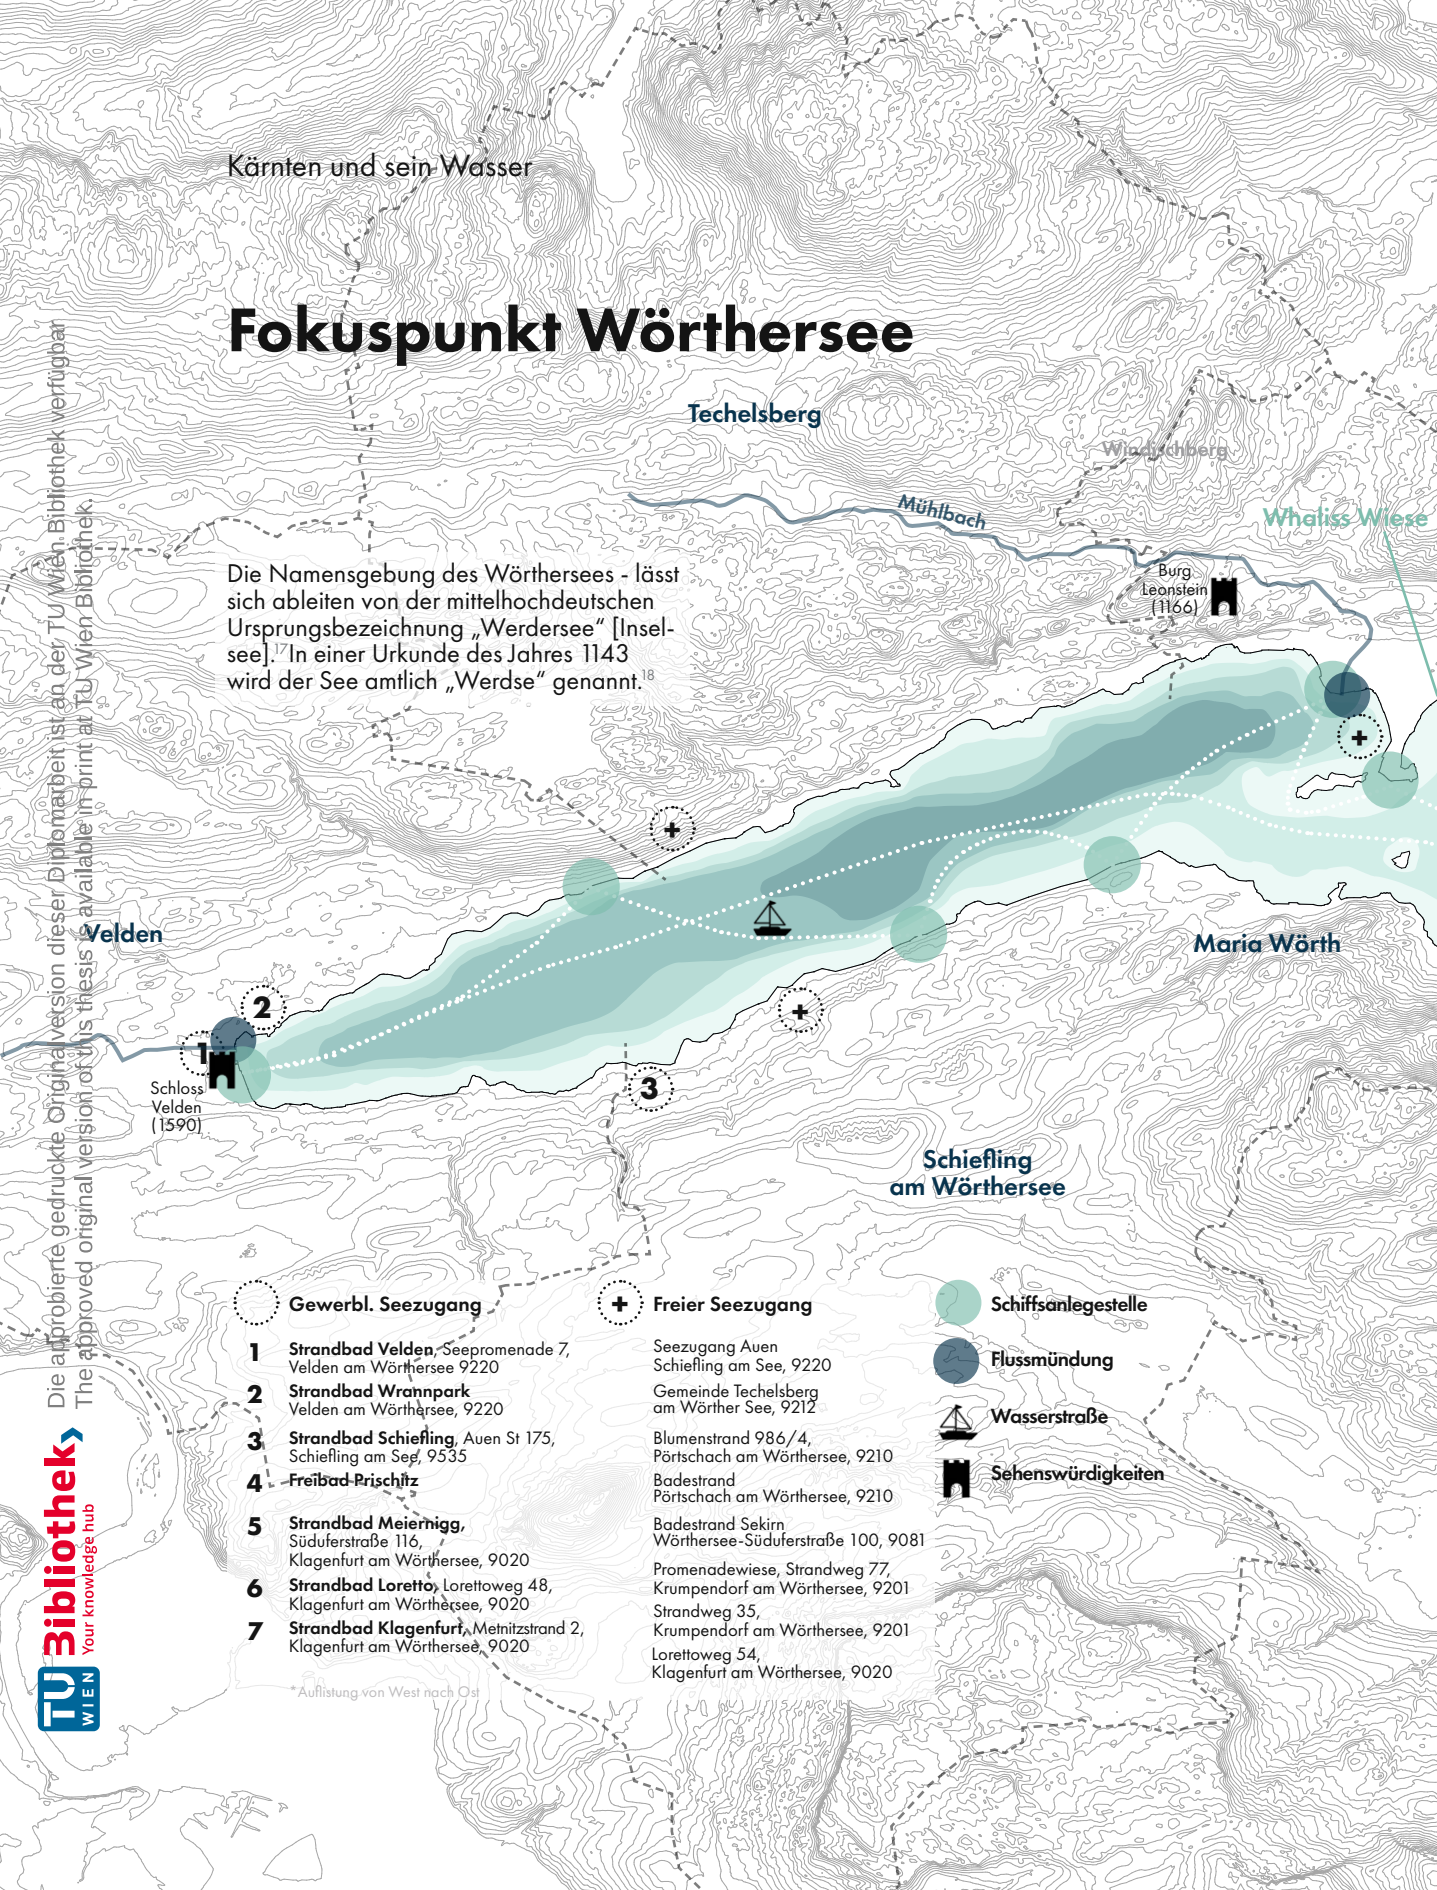 Kärnten und sein Wasser
Fokuspunkt Wörthersee
Techelsberg
Windischberg
Mühlbach
Whaliss Wiese
Burg
Leonstein
(1166)
Die Namensgebung des Wörthersees - lässt
sich ableiten von der mittelhochdeutschen
Ursprungsbezeichnung „Werdersee“ [Insel-
see].17 In einer Urkunde des Jahres 1143
wird der See amtlich „Werdse“ genannt.18
+
+
Velden
Maria Wörth
2
+
1
Schloss
Velden
(1590)
3
Schiefling
am Wörthersee
Gewerbl. Seezugang
1 Strandbad Velden, Seepromenade 7,
Velden am Wörthersee 9220
2 Strandbad Wrannpark
Velden am Wörthersee, 9220
3 Strandbad Schiefling, Auen St 175,
Schiefling am See, 9535
4 Freibad Prischitz
5 Strandbad Meiernigg,
Süduferstraße 116,
Klagenfurt am Wörthersee, 9020
6 Strandbad Loretto, Lorettoweg 48,
Klagenfurt am Wörthersee, 9020
7 Strandbad Klagenfurt, Metnitzstrand 2,
Klagenfurt am Wörthersee, 9020
*Auflistung von West nach Ost
+ Freier Seezugang
Seezugang Auen
Schiefling am See, 9220
Gemeinde Techelsberg
am Wörther See, 9212
Blumenstrand 986/4,
Pörtschach am Wörthersee, 9210
Badestrand
Pörtschach am Wörthersee, 9210
Badestrand Sekirn
Wörthersee-Süduferstraße 100, 9081
Promenadewiese, Strandweg 77,
Krumpendorf am Wörthersee, 9201
Strandweg 35,
Krumpendorf am Wörthersee, 9201
Lorettoweg 54,
Klagenfurt am Wörthersee, 9020
Schiffsanlegestelle
Flussmündung
Wasserstraße
Sehenswürdigkeiten
Die approbierte gedruckte Originalversion dieser Diplomarbeit ist an der TU Wien Bibliothek verfügbar
The approved original version of this thesis is available in print at TU Wien Bibliothek.
TU WIEN
Bibliothek
Your knowledge hub